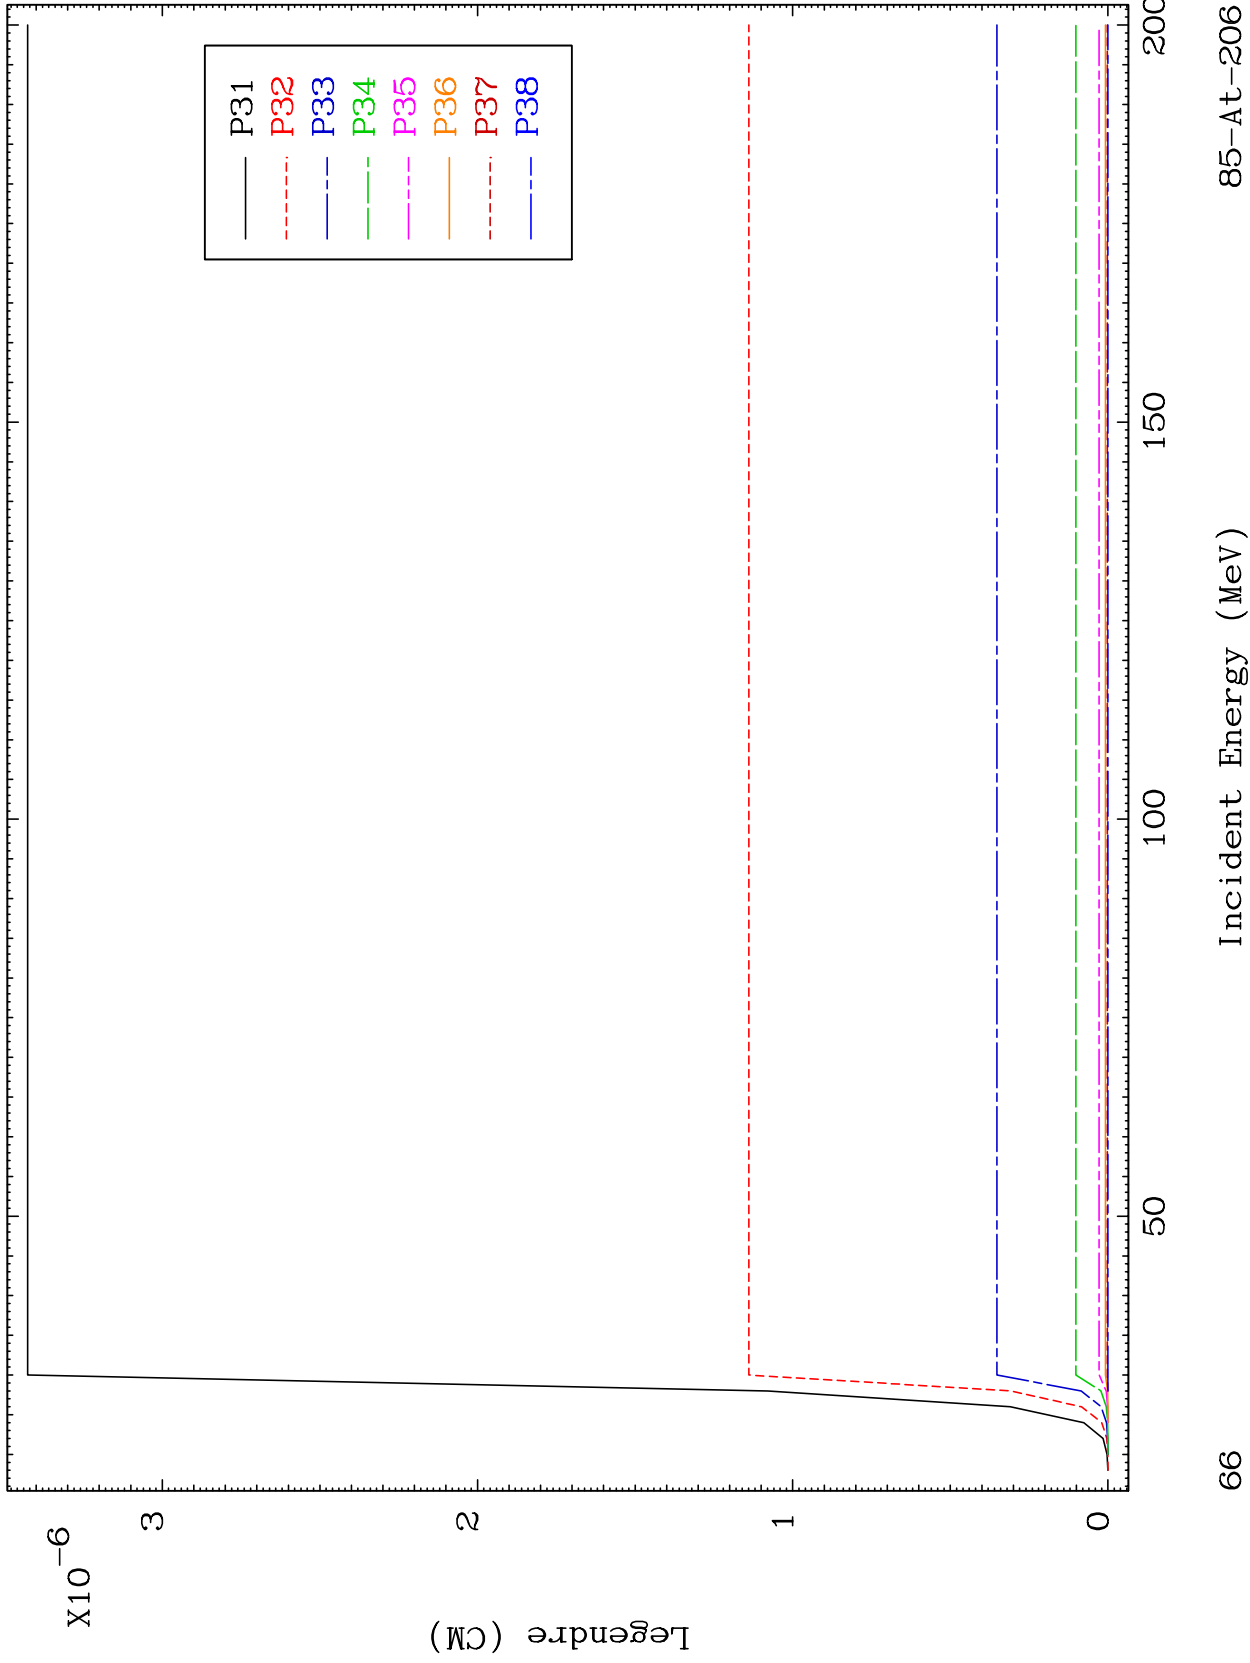 X10-6
3
2
1
0
Legendre (CM)
P31
P32
P33
P34
P35
P36
P37
P38
50
100
150
200
66
Incident Energy (MeV)
85-At-206